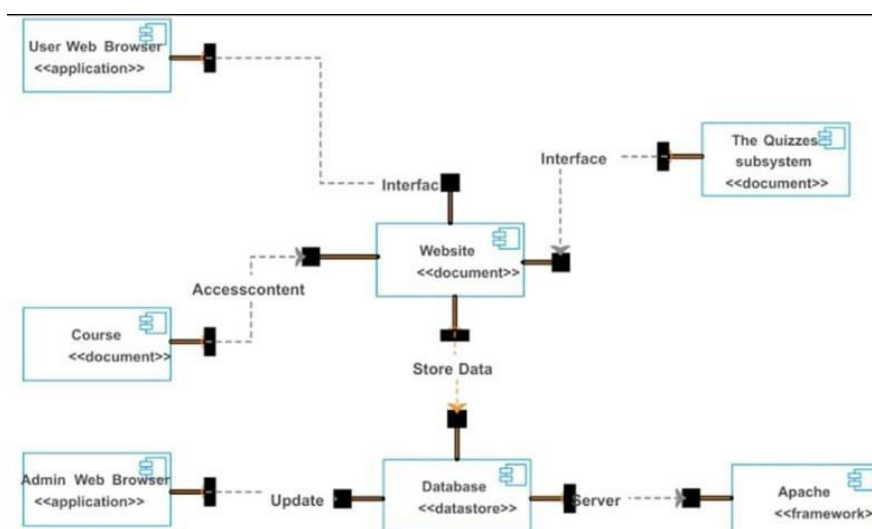 User Web Browser
<<application>>
The Quizzes
subsystem
<<document>>
Interface
Interfac
Website
<<document>>
Accesscontent
Course
<<document>>
Store Data
Admin Web Browser
<<application>>
Update
Database
<<datastore>>
Server
Apache
<<framework>